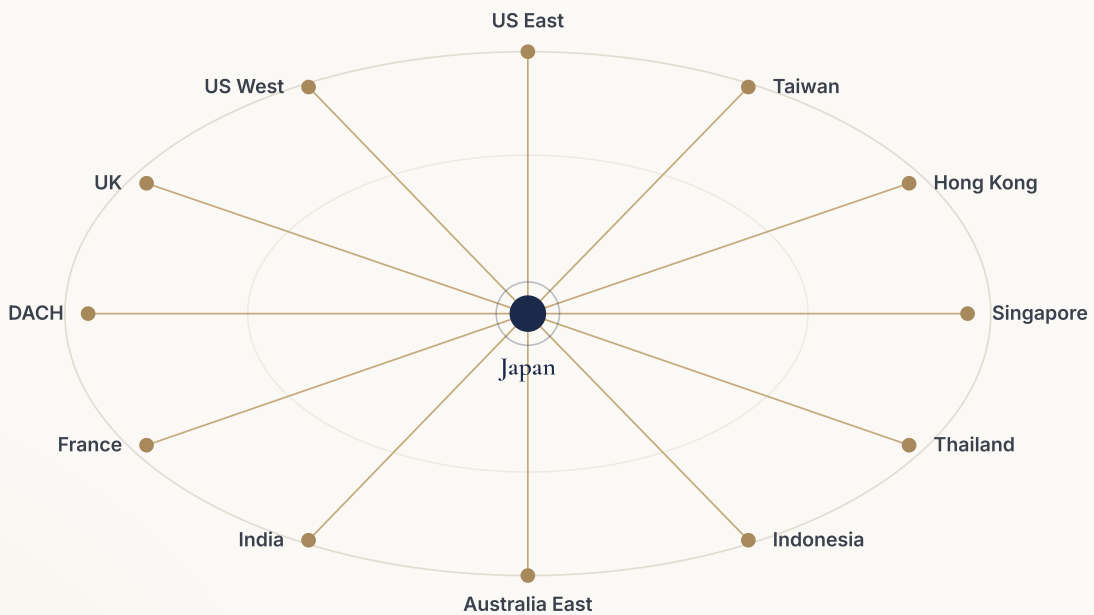 US East
US West
Taiwan
UK
Hong Kong
DACH
Singapore
Japan
France
Thailand
India
Indonesia
Australia East